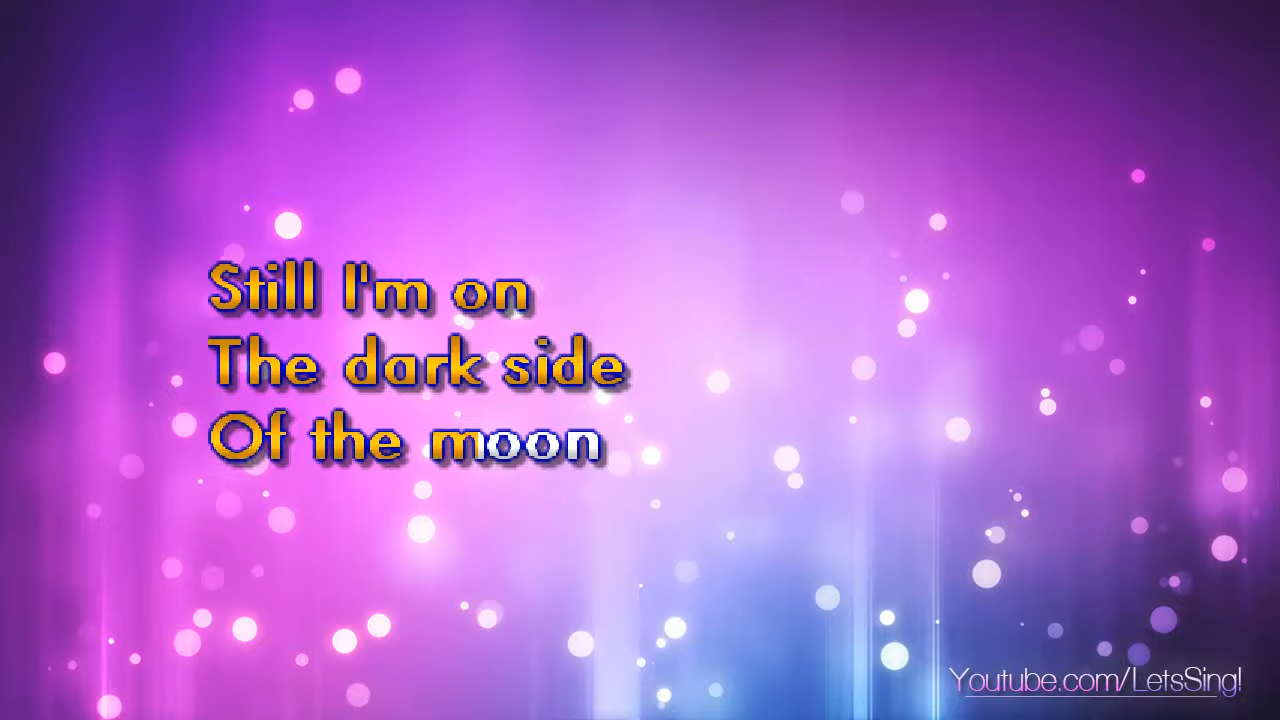 Still I'm on
The dark side
Of the moon
Youtube.com/LetsSing!